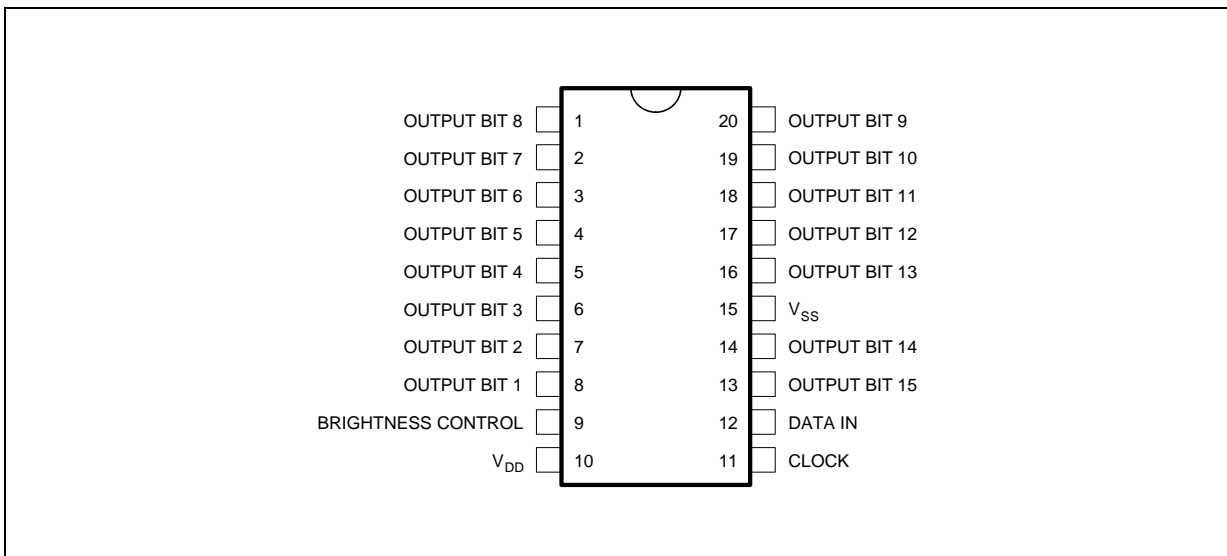 OUTPUT BIT 8 1 20 OUTPUT BIT 9
OUTPUT BIT 7 2 19 OUTPUT BIT 10
OUTPUT BIT 6 3 18 OUTPUT BIT 11
OUTPUT BIT 5 4 17 OUTPUT BIT 12
OUTPUT BIT 4 5 16 OUTPUT BIT 13
OUTPUT BIT 3 6 15 VSS
OUTPUT BIT 2 7 14 OUTPUT BIT 14
OUTPUT BIT 1 8 13 OUTPUT BIT 15
BRIGHTNESS CONTROL 9 12 DATA IN
VDD 10 11 CLOCK